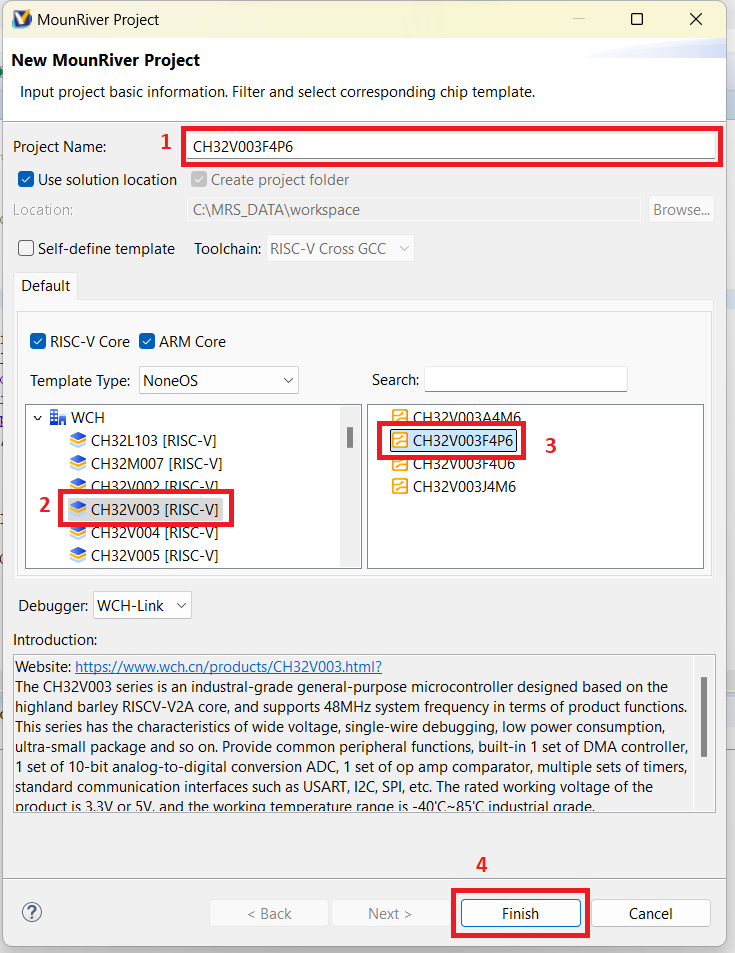 MounRiver Project
New MounRiver Project
Input project basic information. Filter and select corresponding chip template.
Project Name: 1 CH32V003F4P6
Use solution location Create project folder
Location: C:\MRS_DATA\workspace Browse...
Self-define template Toolchain: RISC-V Cross GCC
Default
RISC-V Core ARM Core
Template Type: NoneOS Search:
WCH CH32V003A4M6
CH32L103 [RISC-V] CH32V003F4P6 3
CH32M007 [RISC-V] CH32V003F4U6
CH32V002 [RISC-V] CH32V003J4M6
2 CH32V003 [RISC-V]
CH32V004 [RISC-V]
CH32V005 [RISC-V]
Debugger: WCH-Link
Introduction:
Website: https://www.wch.cn/products/CH32V003.html?
The CH32V003 series is an industral-grade general-purpose microcontroller designed based on the
highland barley RISCV-V2A core, and supports 48MHz system frequency in terms of product functions.
This series has the characteristics of wide voltage, single-wire debugging, low power consumption,
ultra-small package and so on. Provide common peripheral functions, built-in 1 set of DMA controller,
1 set of 10-bit analog-to-digital conversion ADC, 1 set of op amp comparator, multiple sets of timers,
standard communication interfaces such as USART, I2C, SPI, etc. The rated working voltage of the
product is 3.3V or 5V, and the working temperature range is -40℃~85℃ industrial grade.
4
< Back Next > Finish Cancel